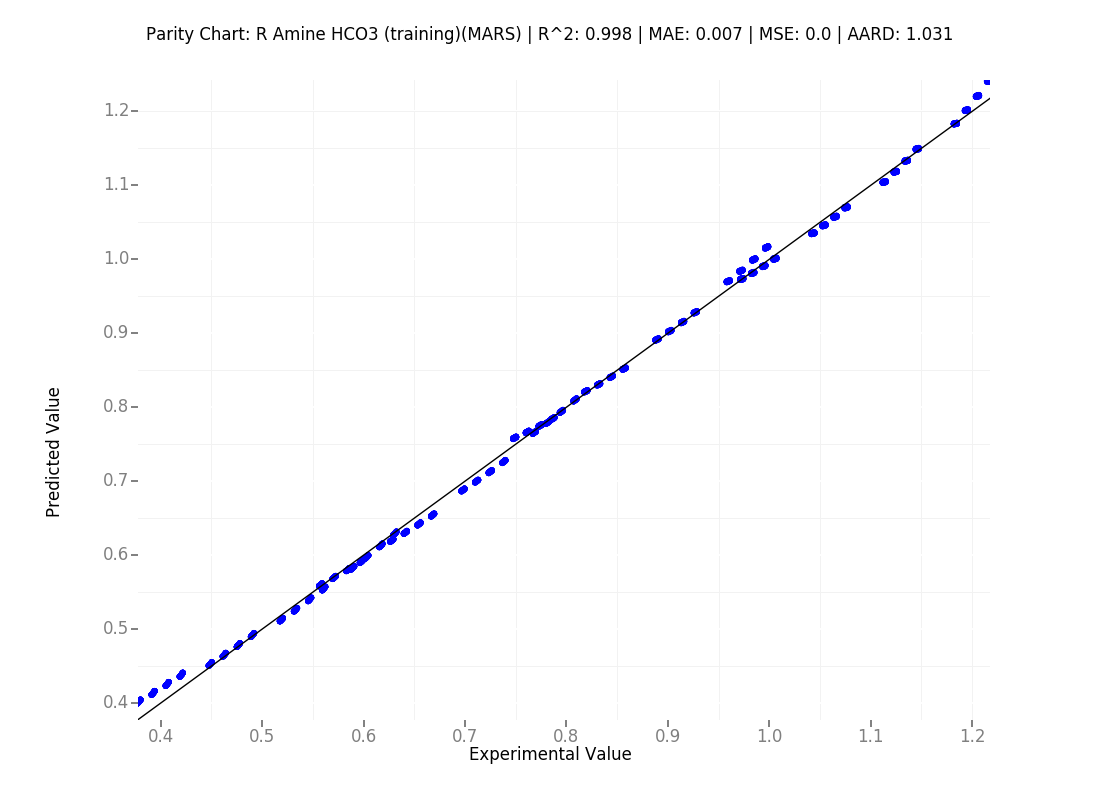 Parity Chart: R Amine HCO3 (training)(MARS) | R^2: 0.998 | MAE: 0.007 | MSE: 0.0 | AARD: 1.031
1.2
1.1
1.0
0.9
0.8
0.7
0.6
0.5
0.4
Predicted Value
0.4 0.5 0.6 0.7 0.8 0.9 1.0 1.1 1.2
Experimental Value